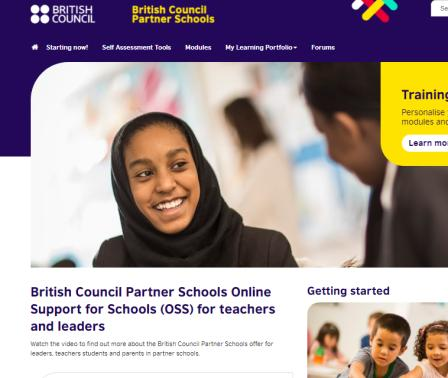 BRITISH
COUNCIL
British Council
Partner Schools
Starting now!
Self Assessment Tools
Modules
My Learning Portfolio
Forums
Training
Personalise
modules and
Learn
British Council Partner Schools Online
Support for Schools (OSS) for teachers
and leaders
Watch the video to find out more about the British Council Partner Schools offer for
leaders, teachers students and parents in partner schools.
Getting started